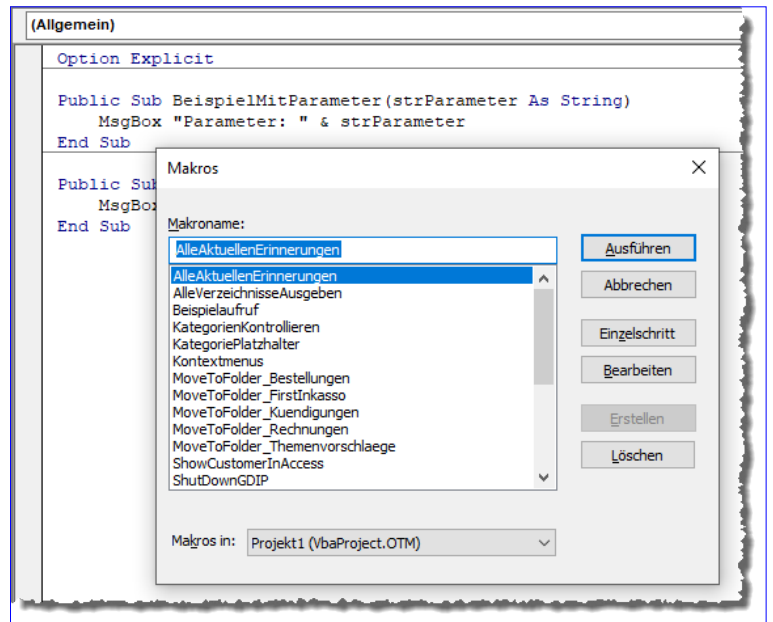 (Allgemein)
Option Explicit
Public Sub BeispielMitParameter(strParameter As String)
MsgBox "Parameter: " & strParameter
End Sub
Public
End Sub
Makros
Makroname:
AlleAktuellenErinnerungen
AlleAktuellenErinnerungen
AlleVerzeichnisseAusgeben
Beispielaufruf
KategorienKontrollieren
KategoriePlatzhalter
Kontextmenus
MoveToFolder_Bestellungen
MoveToFolder_FirstInkasso
MoveToFolder_Kuendigungen
MoveToFolder_Rechnungen
MoveToFolder_Themenvorschlaege
ShowCustomerInAccess
ShutDownGDIP
Ausführen
Abbrechen
Einzelschritt
Bearbeiten
Erstellen
Löschen
Makros in: Projekt1 (VbaProject.OTM)